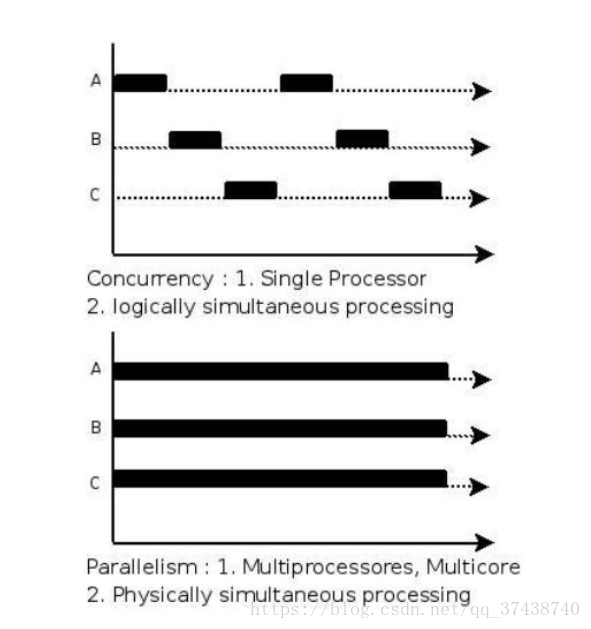 A
B
C
Concurrency : 1. Single Processor
2. logically simultaneous processing
A
B
C
Parallelism : 1. Multiprocessores, Multicore
2. Physically simultaneous processing
https://blog.csdn.net/qq_37438740